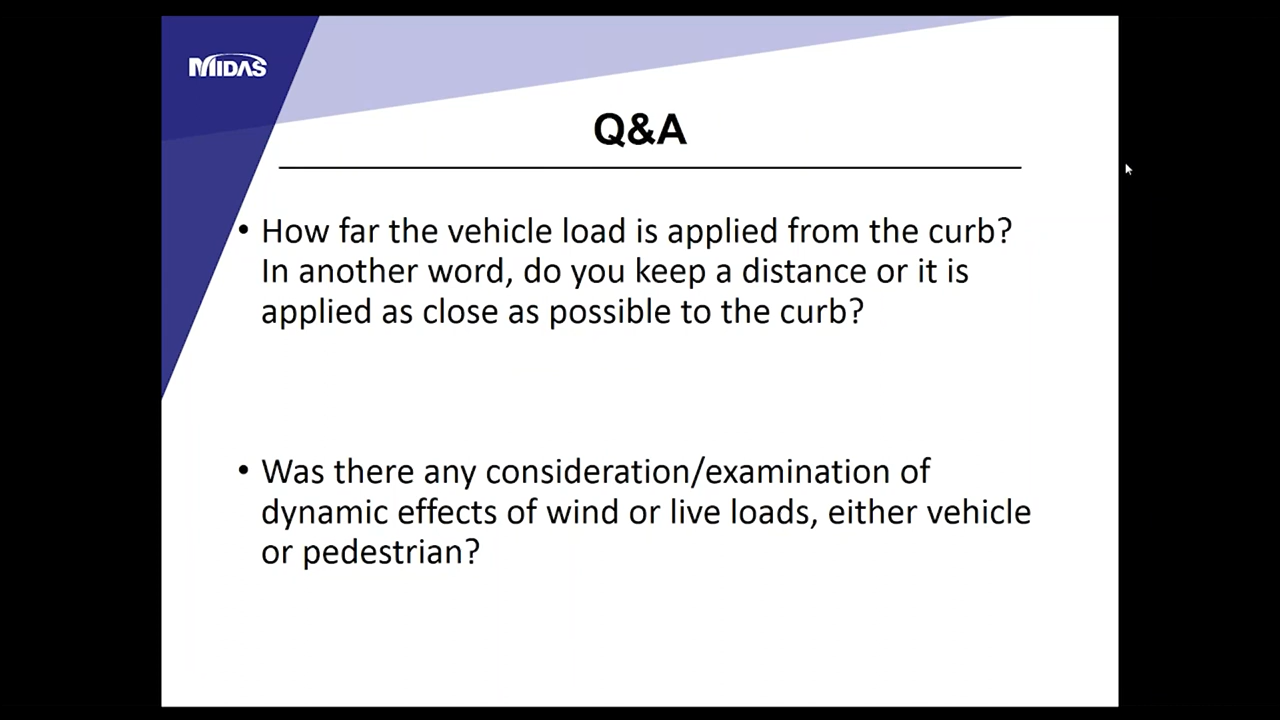 MIDAS
Q&A
• How far the vehicle load is applied from the curb?
In another word, do you keep a distance or it is
applied as close as possible to the curb?
• Was there any consideration/examination of
dynamic effects of wind or live loads, either vehicle
or pedestrian?